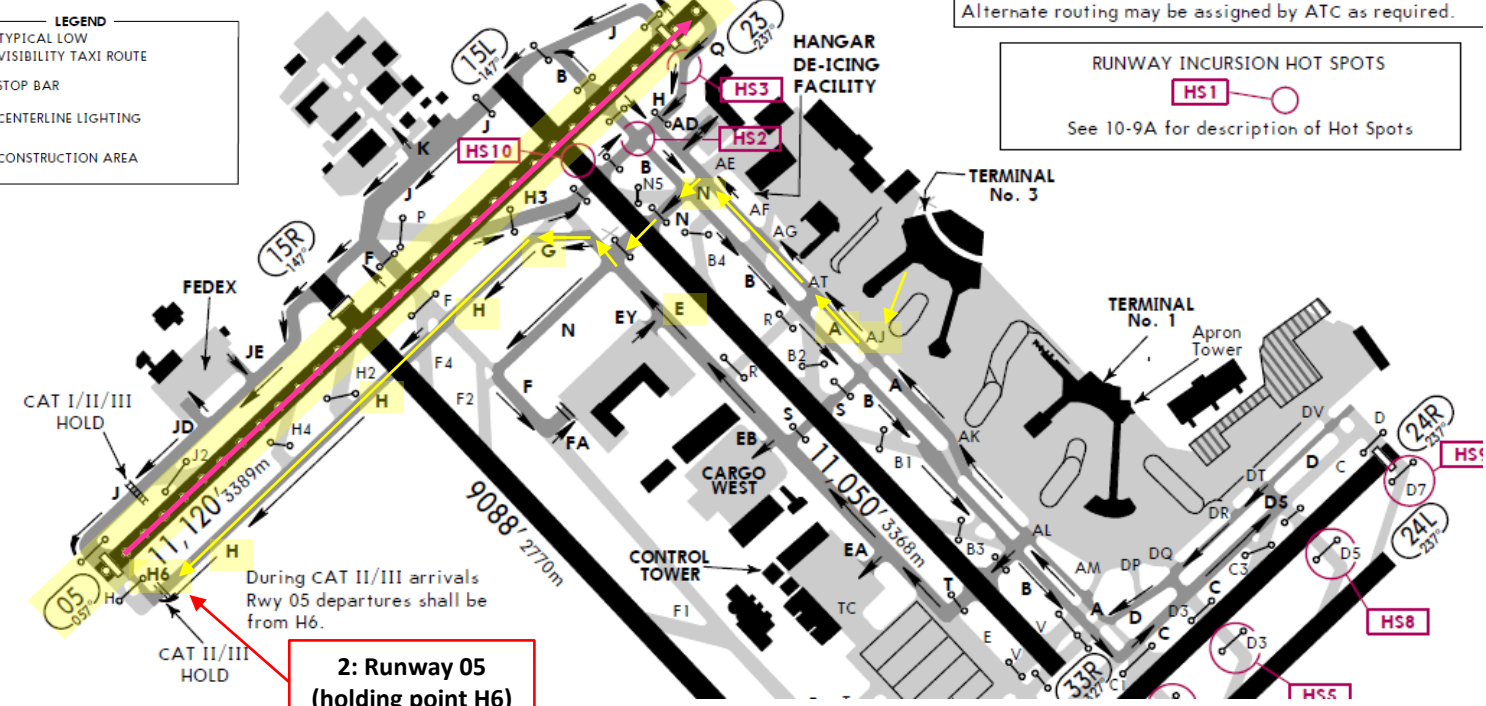 LEGEND
TYPICAL LOW
VISIBILITY TAXI ROUTE
STOP BAR
CENTERLINE LIGHTING
CONSTRUCTION AREA
Alternate routing may be assigned by ATC as required.
RUNWAY INCURSION HOT SPOTS
HS1
See 10-9A for description of Hot Spots
15L
147°
J
B
J
K
J
Q
23
237°
HANGAR
DE-ICING
FACILITY
HS3
H
AD
HS2
HS10
AE
B
N5
N
N
AF
AG
AT
TERMINAL
No. 3
P
H3
G
B4
B
15R
147°
F
F
H
E
EY
R
A
AJ
FEDEX
JE
N
B2
R
TERMINAL
No. 1
Apron
Tower
H2
F4
H
F2
F
FA
S
S
A
B
CAT I/II/III
HOLD
JD
H4
J2
J
EB
CARGO
WEST
B1
AK
DV
D
24R
237°
11,120' 3389m
9088' 2770m
11,050' 3368m
DT
D
C
D5
DR
D7
24L
237°
H
H6
H
05
057°
During CAT II/III arrivals
Rwy 05 departures shall be
from H6.
CAT II/III
HOLD
CONTROL
TOWER
EA
B3
AL
DQ
C3
D5
AM
DP
T
B
TC
F1
A
D
D3
C
C
HS8
E
V
V
D3
33R
C1
HS5
2: Runway 05
(holding point H6)